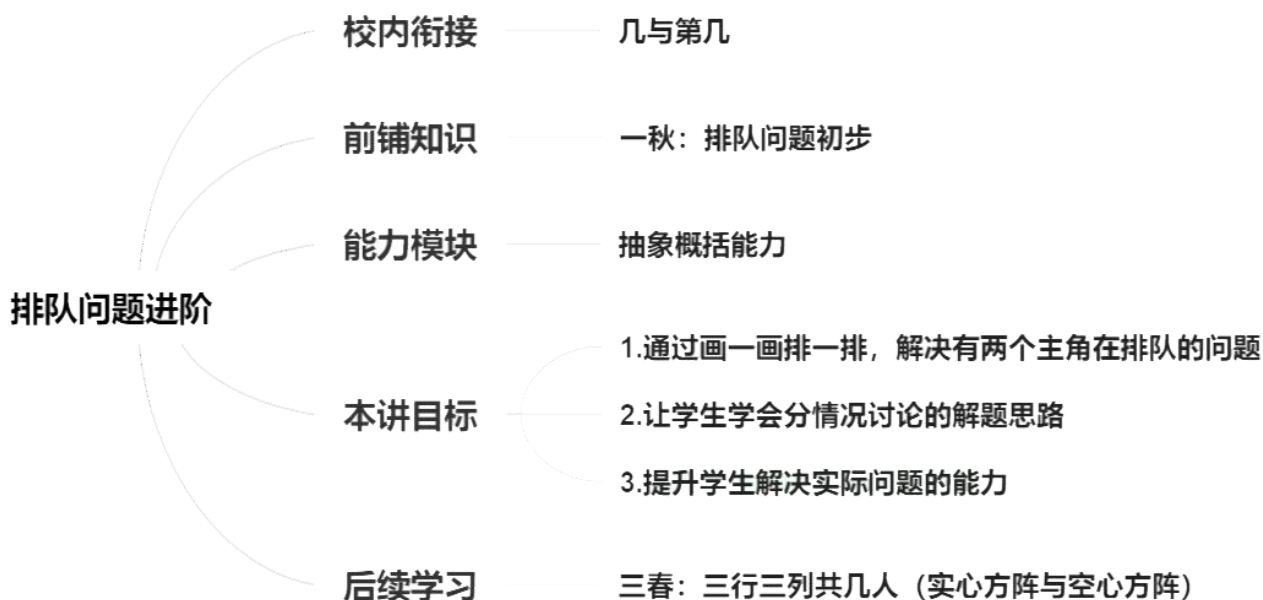 排队问题进阶
校内衔接
几与第几
前铺知识
一秋：排队问题初步
能力模块
抽象概括能力
本讲目标
1.通过画一画排一排，解决有两个主角在排队的问题
2.让学生学会分情况讨论的解题思路
3.提升学生解决实际问题的能力
后续学习
三春：三行三列共几人（实心方阵与空心方阵）